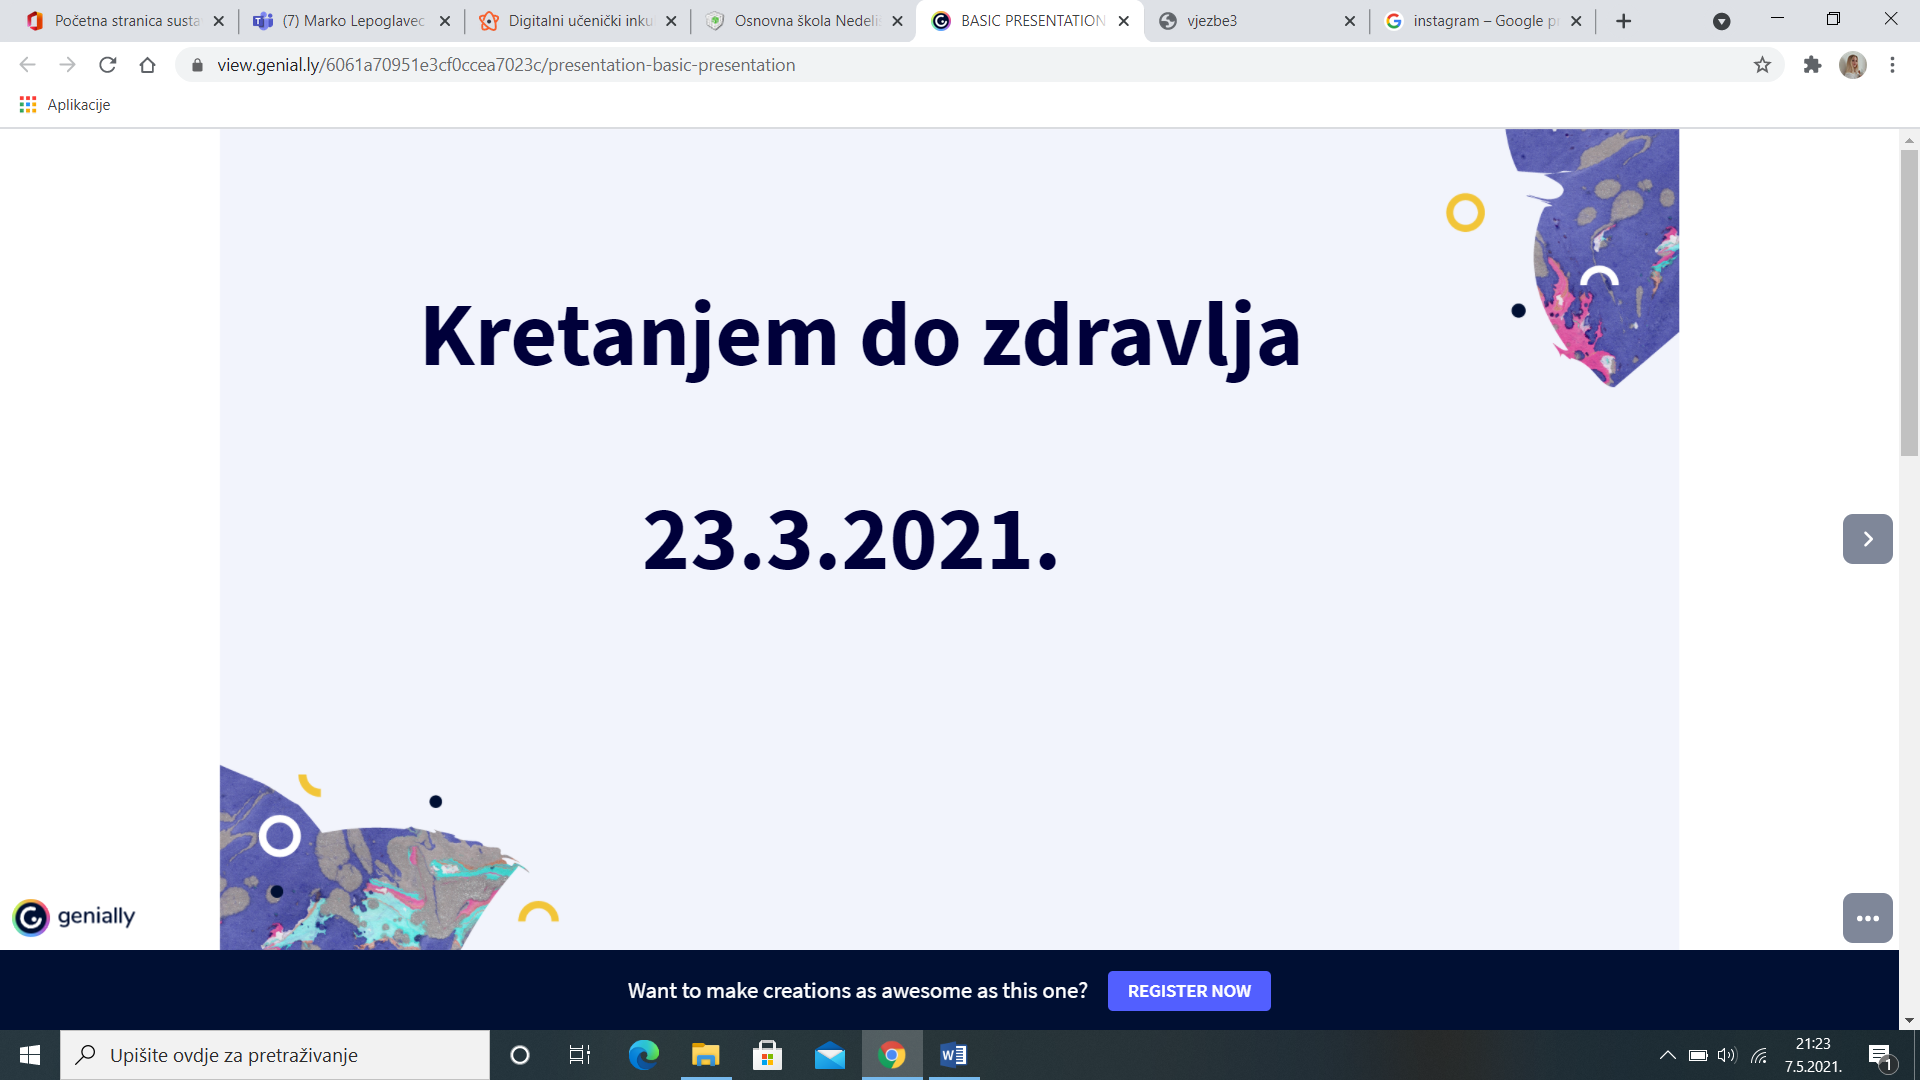 Početna stranica susta
(7) Marko Lepoglavec
Digitalni učenički inku
Osnovna škola Nedeli
BASIC PRESENTATION
vjezbe3
instagram – Google p
view.genial.ly/6061a70951e3cf0ccea7023c/presentation-basic-presentation
Aplikacije
Kretanjem do zdravlja
23.3.2021.
genially
Want to make creations as awesome as this one?
REGISTER NOW
Upišite ovdje za pretraživanje
21:23
7.5.2021.
1